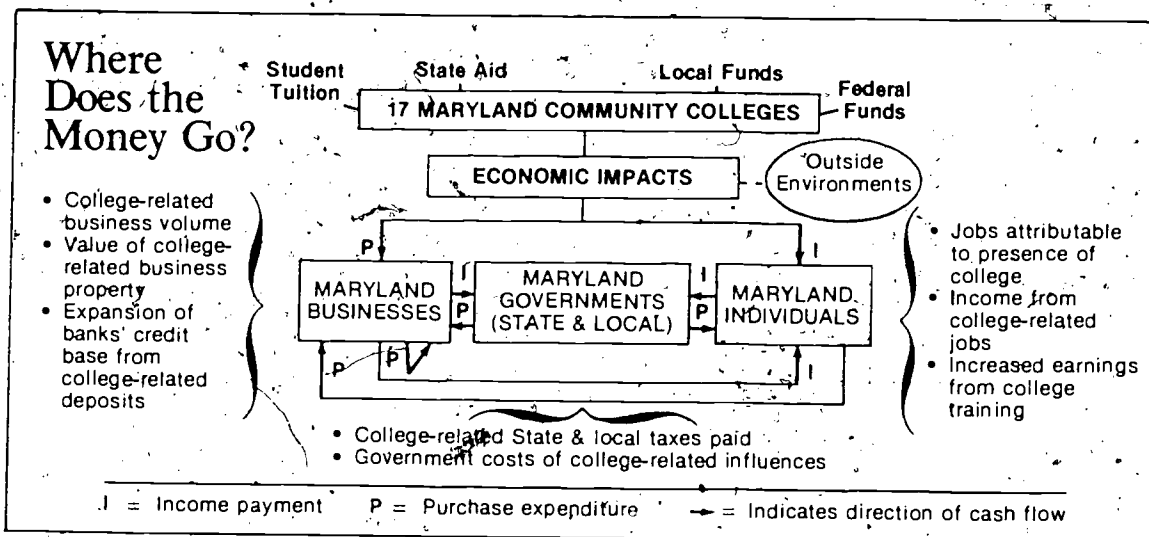 Where
Does the
Money Go?
Student
Tuition
State Aid
Local Funds
Federal
Funds
17 MARYLAND COMMUNITY COLLEGES
ECONOMIC IMPACTS
Outside
Environments
• College-related
business volume
• Value of college-
related business
property
• Expansion of
banks' credit
base from
college-related
deposits
P
I
MARYLAND
BUSINESSES
I
P
MARYLAND
GOVERNMENTS
(STATE & LOCAL)
I
P
MARYLAND
INDIVIDUALS
P
P
I
• Jobs attributable
to presence of
college
• Income from
college-related
jobs
• Increased earnings
from college
training
• College-related State & local taxes paid
• Government costs of college-related influences
I = Income payment P = Purchase expenditure → = Indicates direction of cash flow